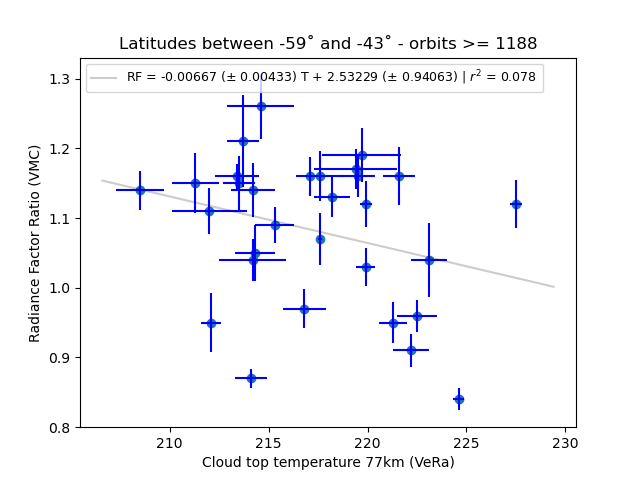 Latitudes between -59˚ and -43˚ - orbits >= 1188
RF = -0.00667 (± 0.00433) T + 2.53229 (± 0.94063) | r² = 0.078
Radiance Factor Ratio (VMC)
1.3
1.2
1.1
1.0
0.9
0.8
210 215 220 225 230
Cloud top temperature 77km (VeRa)